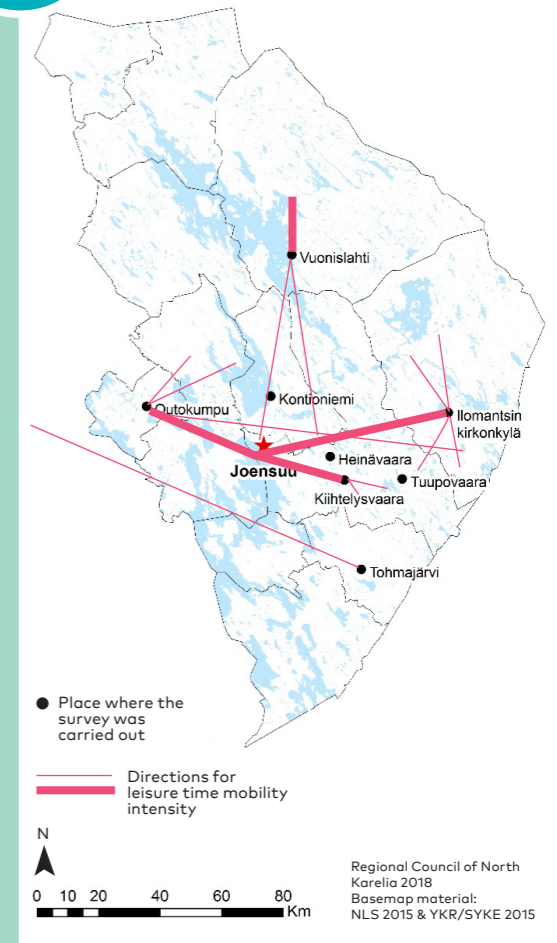 Vuonislahti
Kontioniemi
Outokumpu
Ilomantsin
kirkonkylä
Joensuu
Heinävaara
Tuupovaara
Kiihtelysvaara
Tohmajärvi
Place where the
survey was
carried out
Directions for
leisure time mobility
intensity
N
0 10 20 40 60 80
Km
Regional Council of North
Karelia 2018
Basemap material:
NLS 2015 & YKR/SYKE 2015